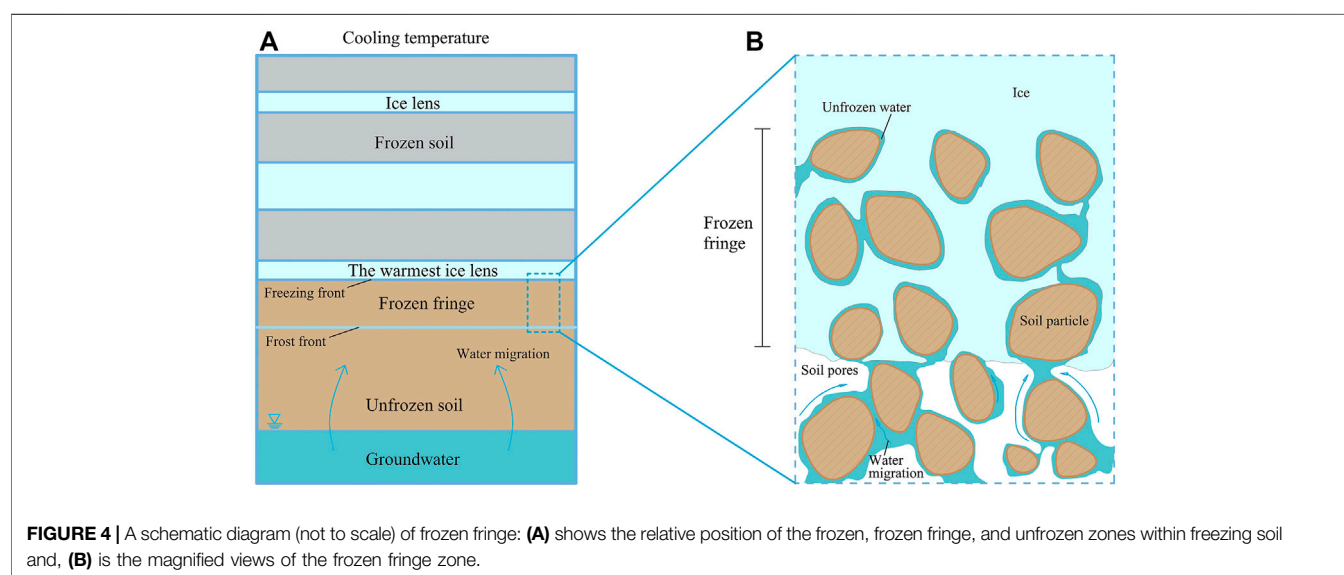 A
Cooling temperature
Ice lens
Frozen soil
The warmest ice lens
Freezing front
Frozen fringe
Frost front
Water migration
Unfrozen soil
Groundwater
B
Ice
Unfrozen water
Frozen
fringe
Soil particle
Soil pores
Water
migration
FIGURE 4 | A schematic diagram (not to scale) of frozen fringe: (A) shows the relative position of the frozen, frozen fringe, and unfrozen zones within freezing soil
and, (B) is the magnified views of the frozen fringe zone.